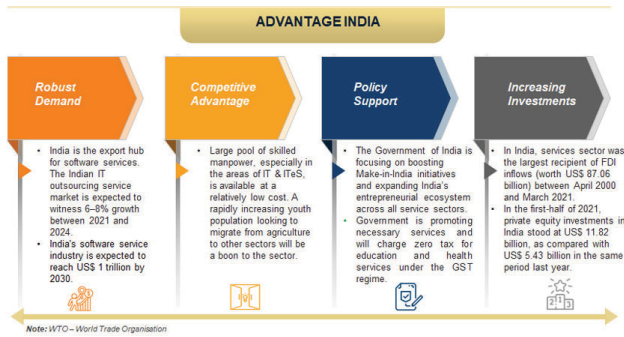 ADVANTAGE INDIA
Robust
Demand
• India is the export hub
for software services.
The Indian IT
outsourcing service
market is expected to
witness 6–8% growth
between 2021 and
2024.
• India's software service
industry is expected to
reach US$ 1 trillion by
2030.
Competitive
Advantage
• Large pool of skilled
manpower, especially in
the areas of IT & ITeS,
is available at a
relatively low cost. A
rapidly increasing youth
population looking to
migrate from agriculture
to other sectors will be
a boon to the sector.
Policy
Support
• The Government of India is
focusing on boosting
Make-in-India initiatives
and expanding India's
entrepreneurial ecosystem
across all service sectors.
• Government is promoting
necessary services and
will charge zero tax for
education and health
services under the GST
regime.
Increasing
Investments
• In India, services sector was
the largest recipient of FDI
inflows (worth US$ 87.06
billion) between April 2000
and March 2021.
• In the first-half of 2021,
private equity investments in
India stood at US$ 11.82
billion, as compared with
US$ 5.43 billion in the same
period last year.
2 1 3
Note: WTO – World Trade Organisation